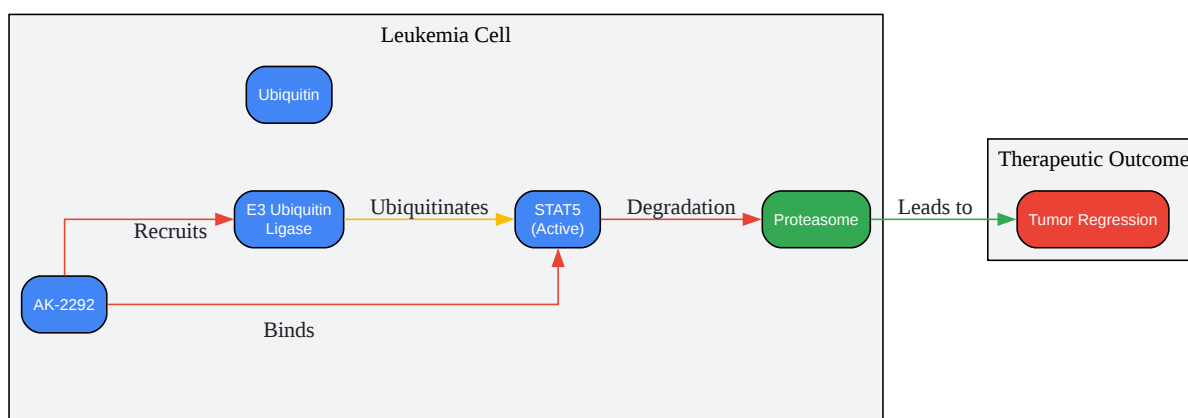 Leukemia Cell
Ubiquitin
E3 Ubiquitin
Ligase
Ubiquitinates
STAT5
(Active)
Degradation
Proteasome
Leads to
Therapeutic Outcome
Tumor Regression
Recruits
AK-2292
Binds